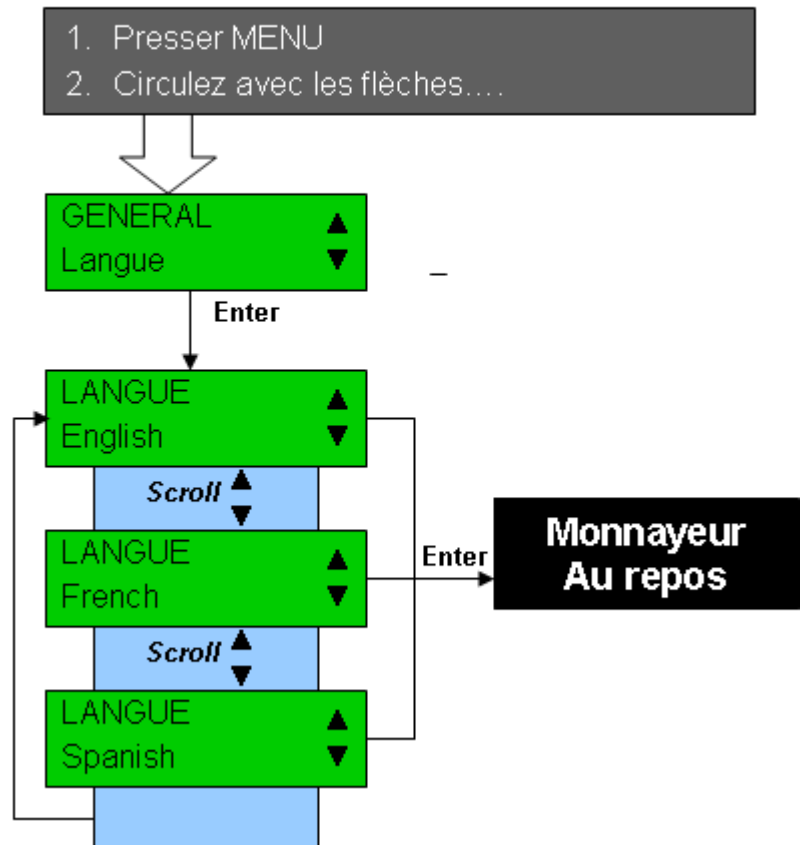 1. Presser MENU
2. Circulez avec les flèches....
GENERAL
Langue
Enter
LANGUE
English
Scroll
LANGUE
French
Enter
Monnayeur
Au repos
Scroll
LANGUE
Spanish